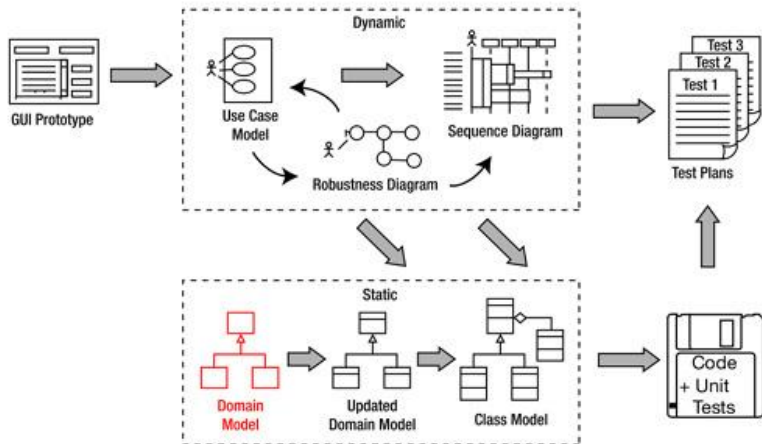 Dynamic
GUI Prototype
Use Case
Model
Robustness Diagram
Sequence Diagram
Test 3
Test 2
Test 1
Test Plans
Static
Domain
Model
Updated
Domain Model
Class Model
Code
+ Unit
Tests